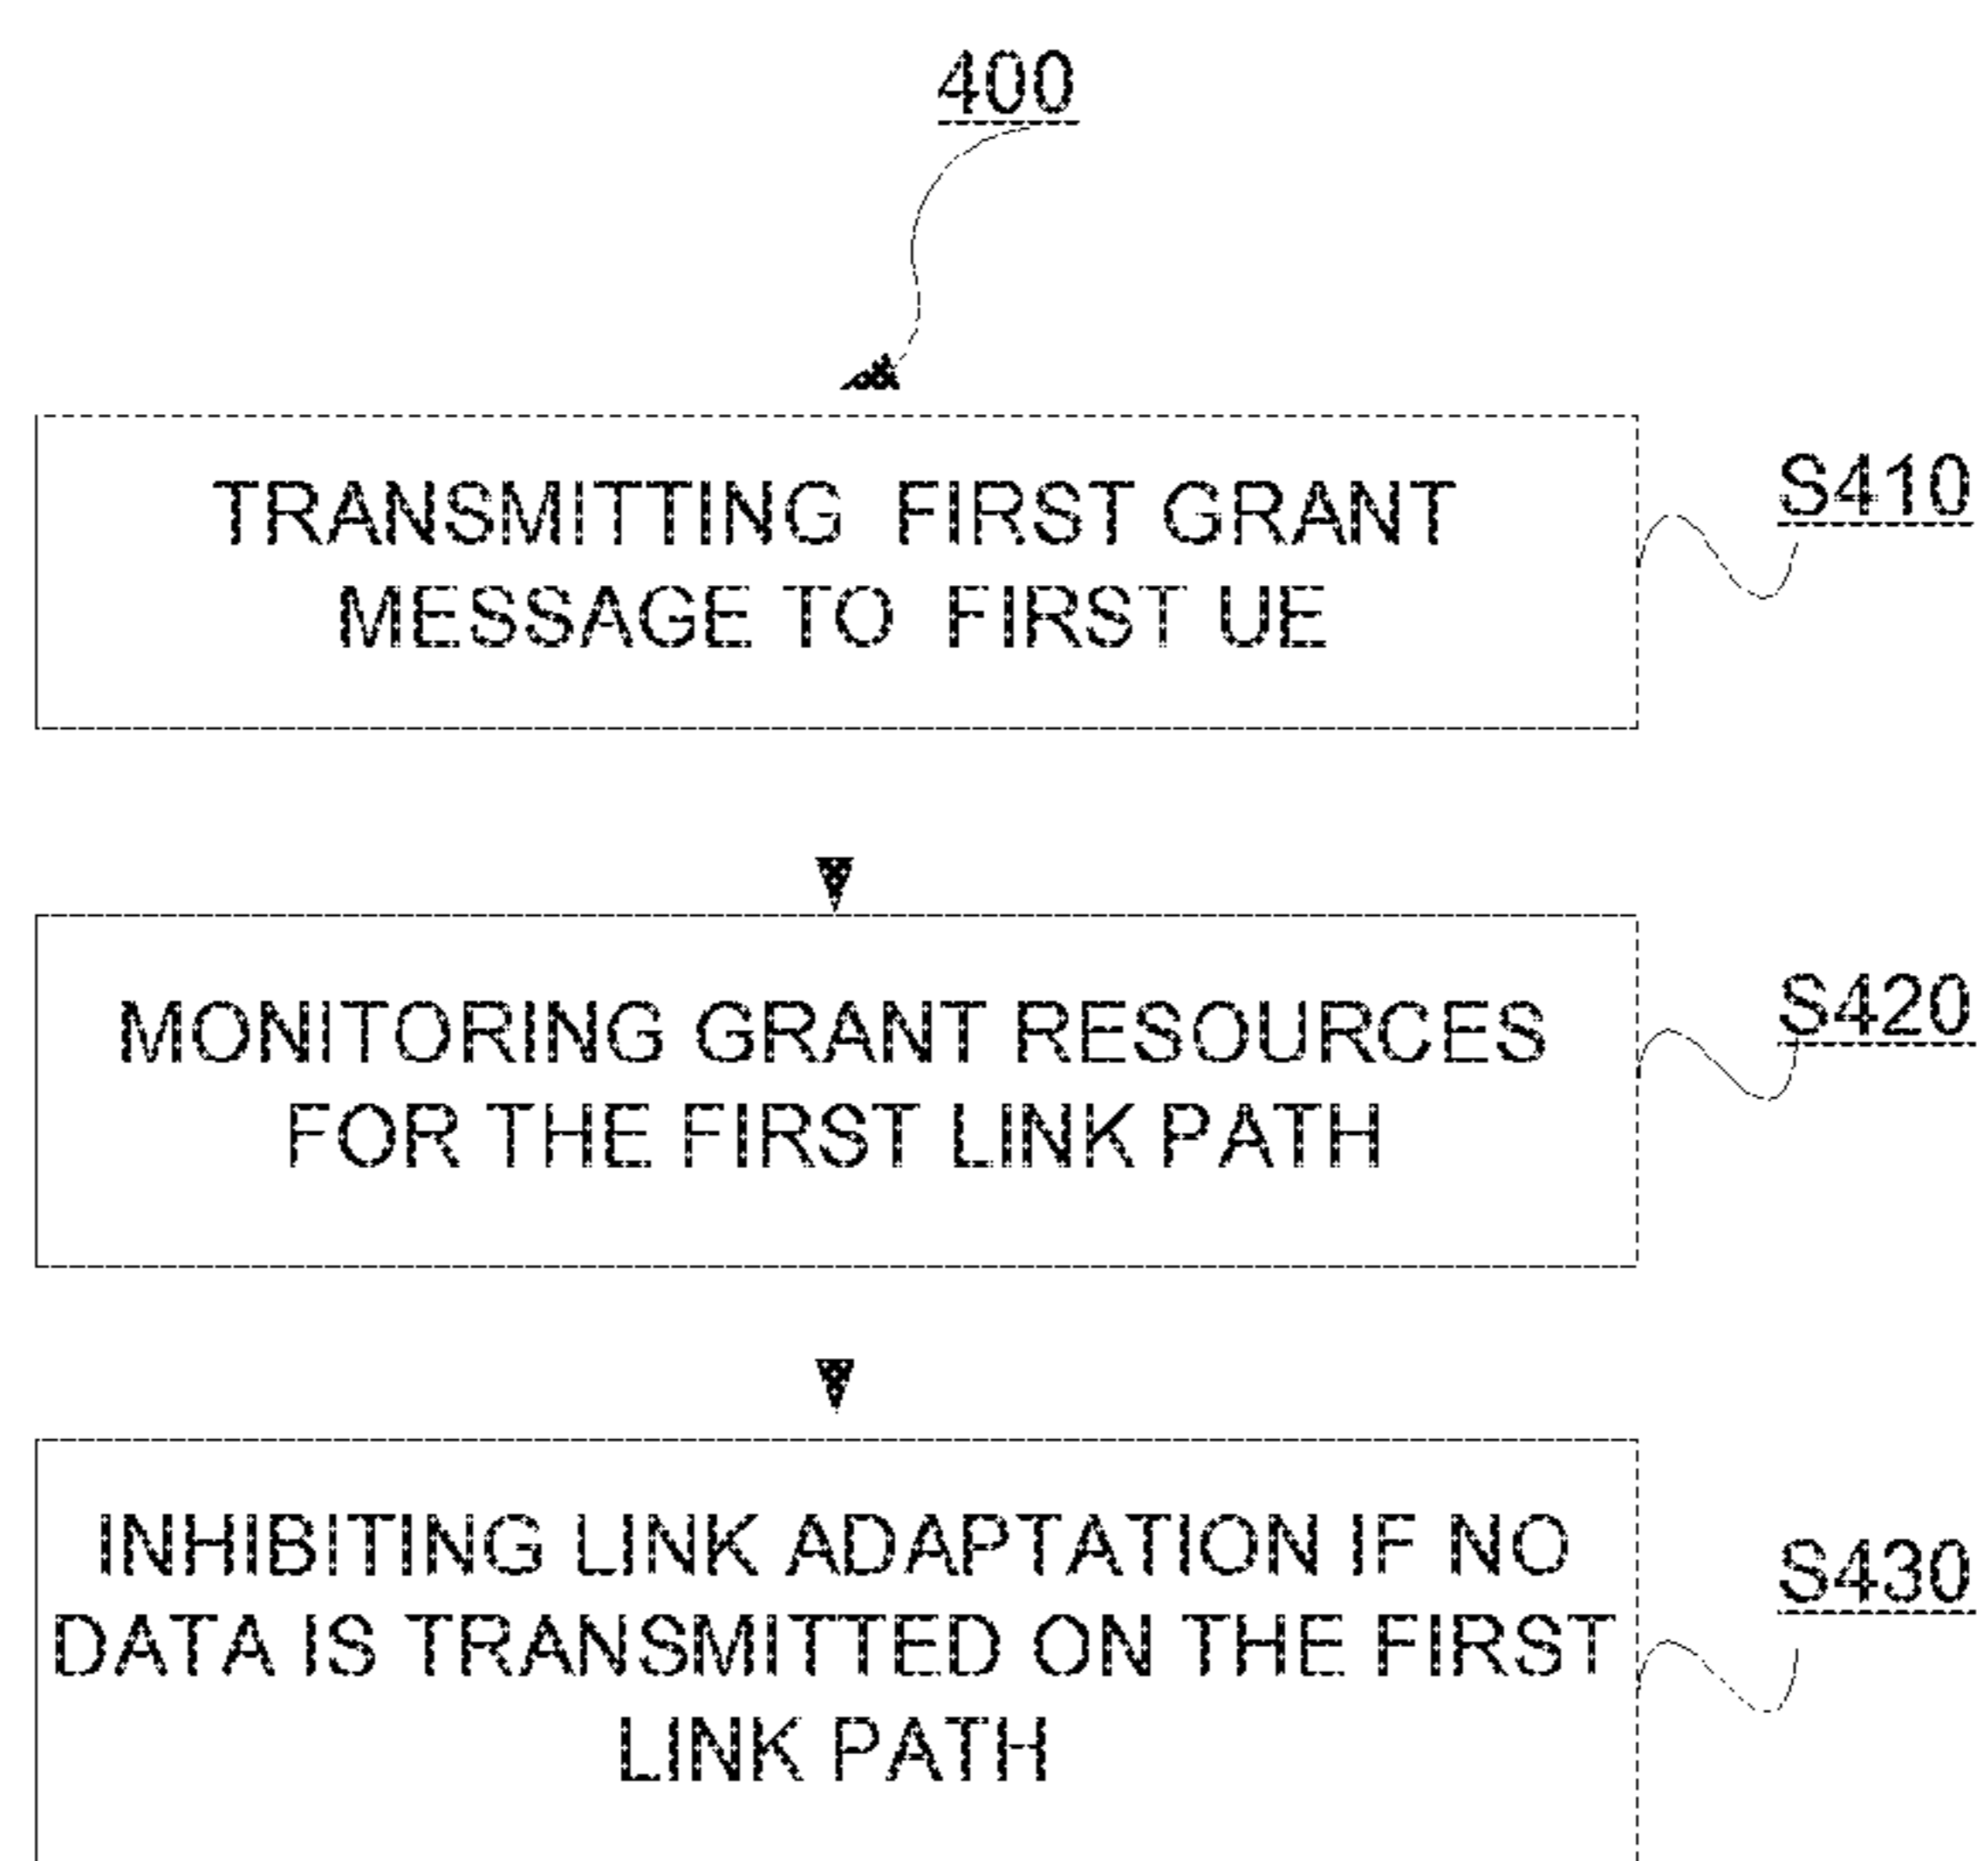 400
TRANSMITTING FIRST GRANT
MESSAGE TO FIRST UE
S410
MONITORING GRANT RESOURCES
FOR THE FIRST LINK PATH
S420
INHIBITING LINK ADAPTATION IF NO
DATA IS TRANSMITTED ON THE FIRST
LINK PATH
S430